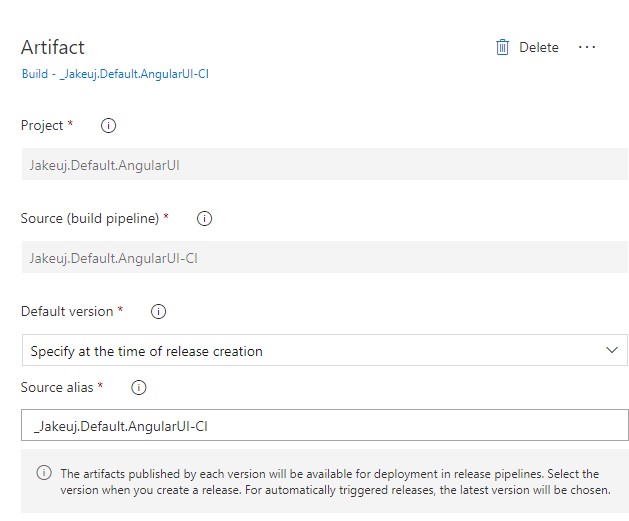 Artifact
Delete ...
Build - _Jakeuj.Default.AngularUI-CI
Project *
Jakeuj.Default.AngularUI
Source (build pipeline) *
Jakeuj.Default.AngularUI-CI
Default version *
Specify at the time of release creation
Source alias *
_Jakeuj.Default.AngularUI-CI
The artifacts published by each version will be available for deployment in release pipelines. Select the
version when you create a release. For automatically triggered releases, the latest version will be chosen.